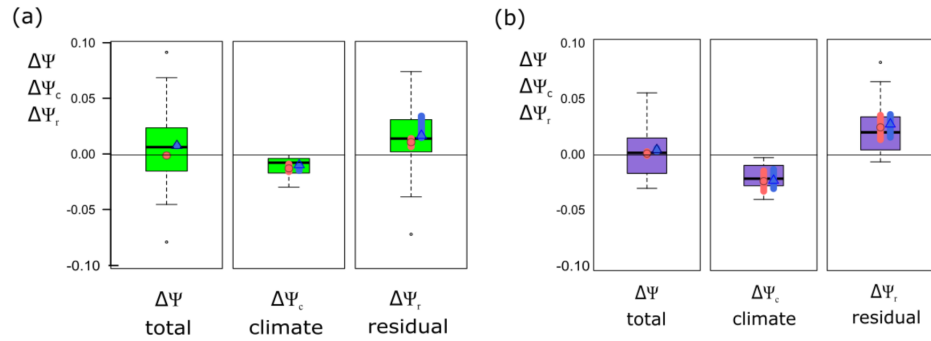 (a)
0.10
0.05
0.00
-0.05
-0.10
ΔΨ
ΔΨc
ΔΨr
ΔΨ
total
ΔΨc
climate
ΔΨr
residual
(b)
0.10
0.05
0.00
-0.05
-0.10
ΔΨ
ΔΨc
ΔΨr
ΔΨ
total
ΔΨc
climate
ΔΨr
residual